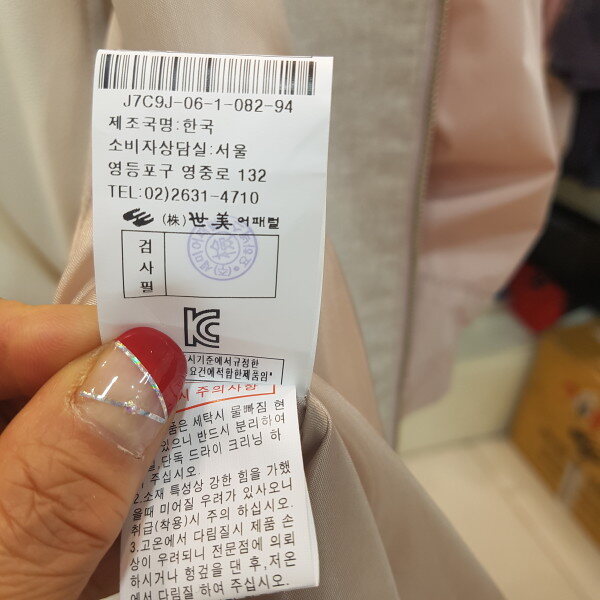 J7C9J-06-1-082-94
제조국명:한국
소비자상담실:서울
영등포구 영중로 132
TEL:02)2631-4710
(株)世美어패럴
검사필
KC
시기준에서규정한
요건에적합한제품임"
시 주의사항
품은 세탁시 물빠짐 현
있으니 반드시 분리하여
단독 드라이 크리닝 하
주십시오.
2.소재 특성상 강한 힘을 가했
을때 미어질 우려가 있사오니
취급(착용)시 주의 하십시오.
3.고온에서 다림질시 제품 손
상이 우려되니 전문점에 의뢰
하시거나 헝겊을 댄 후,저온
에서 다림질 하여 주십시오.